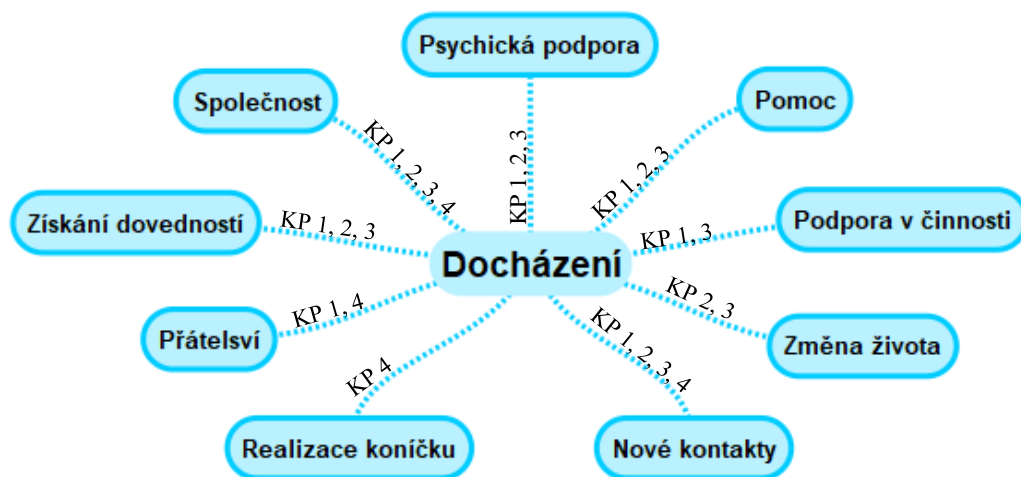 Psychická podpora
Společnost
Pomoc
KP 1, 2, 3, 4
KP 1, 2, 3
KP 1, 2, 3
Získání dovedností
KP 1, 2, 3
KP 1, 3
Podpora v činnosti
Docházení
Přátelsví
KP 1, 4
KP 2, 3
Změna života
KP 4
KP 1, 2, 3, 4
Realizace koníčku
Nové kontakty